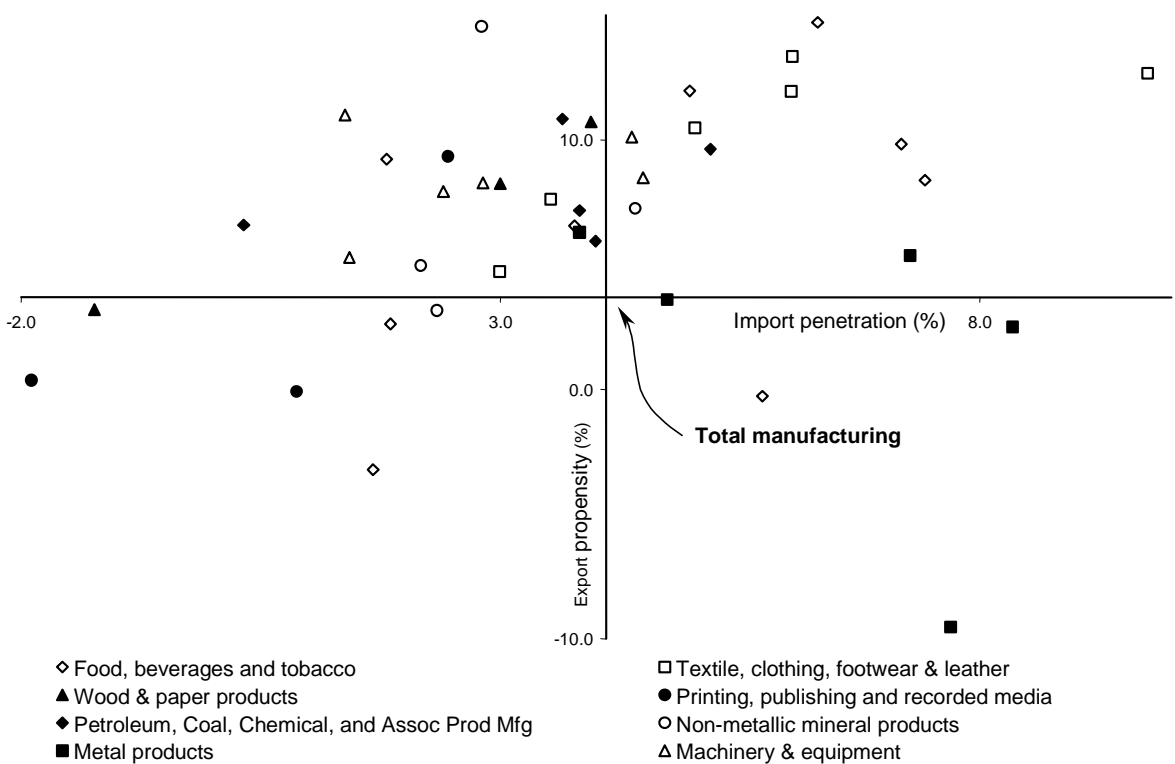 10.0
-2.0
3.0
Import penetration (%)
8.0
0.0
Total manufacturing
Export propensity (%)
-10.0
Food, beverages and tobacco
Textile, clothing, footwear & leather
Wood & paper products
Printing, publishing and recorded media
Petroleum, Coal, Chemical, and Assoc Prod Mfg
Non-metallic mineral products
Metal products
Machinery & equipment